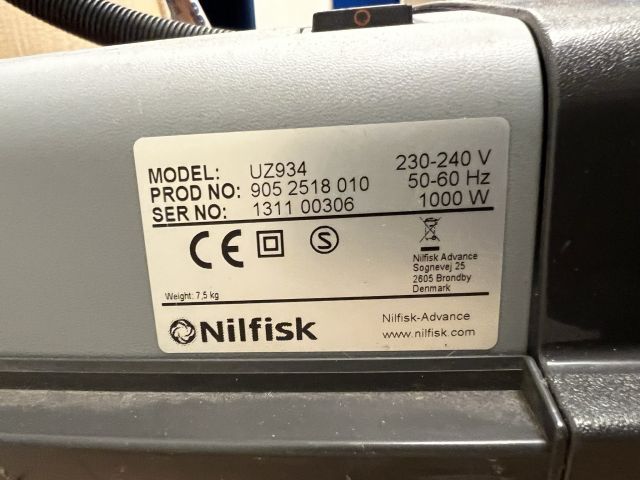 MODEL: UZ934 230-240 V
PROD NO: 905 2518 010 50-60 Hz
SER NO: 1311 00306 1000 W
CE S
Nilfisk Advance
Sognevej 25
2605 Brondby
Denmark
Weight: 7,5 kg
Nilfisk
Nilfisk-Advance
www.nilfisk.com